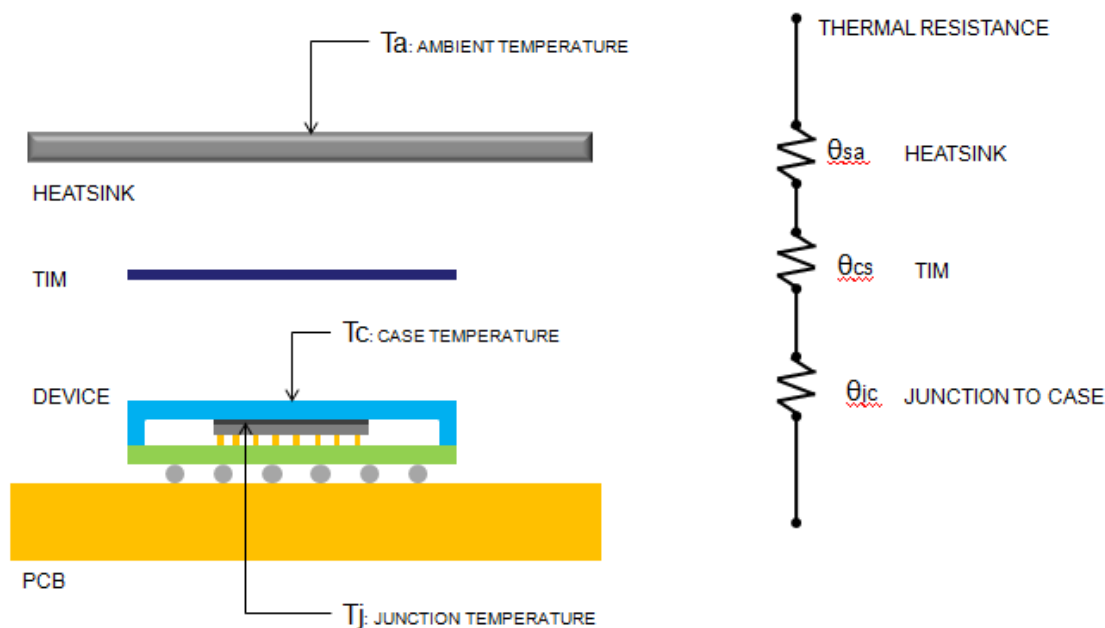 Ta: AMBIENT TEMPERATURE
HEATSINK
TIM
Tc: CASE TEMPERATURE
DEVICE
PCB
Tj: JUNCTION TEMPERATURE
THERMAL RESISTANCE
θsa HEATSINK
θcs TIM
θjc JUNCTION TO CASE